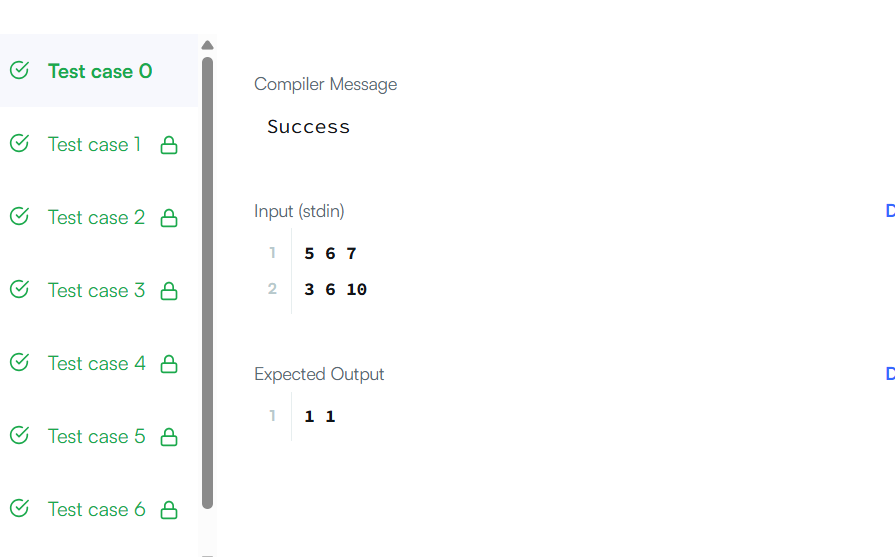 Test case 0
Test case 1
Test case 2
Test case 3
Test case 4
Test case 5
Test case 6
Compiler Message
Success
Input (stdin)
1 5 6 7
2 3 6 10
Expected Output
1 1 1